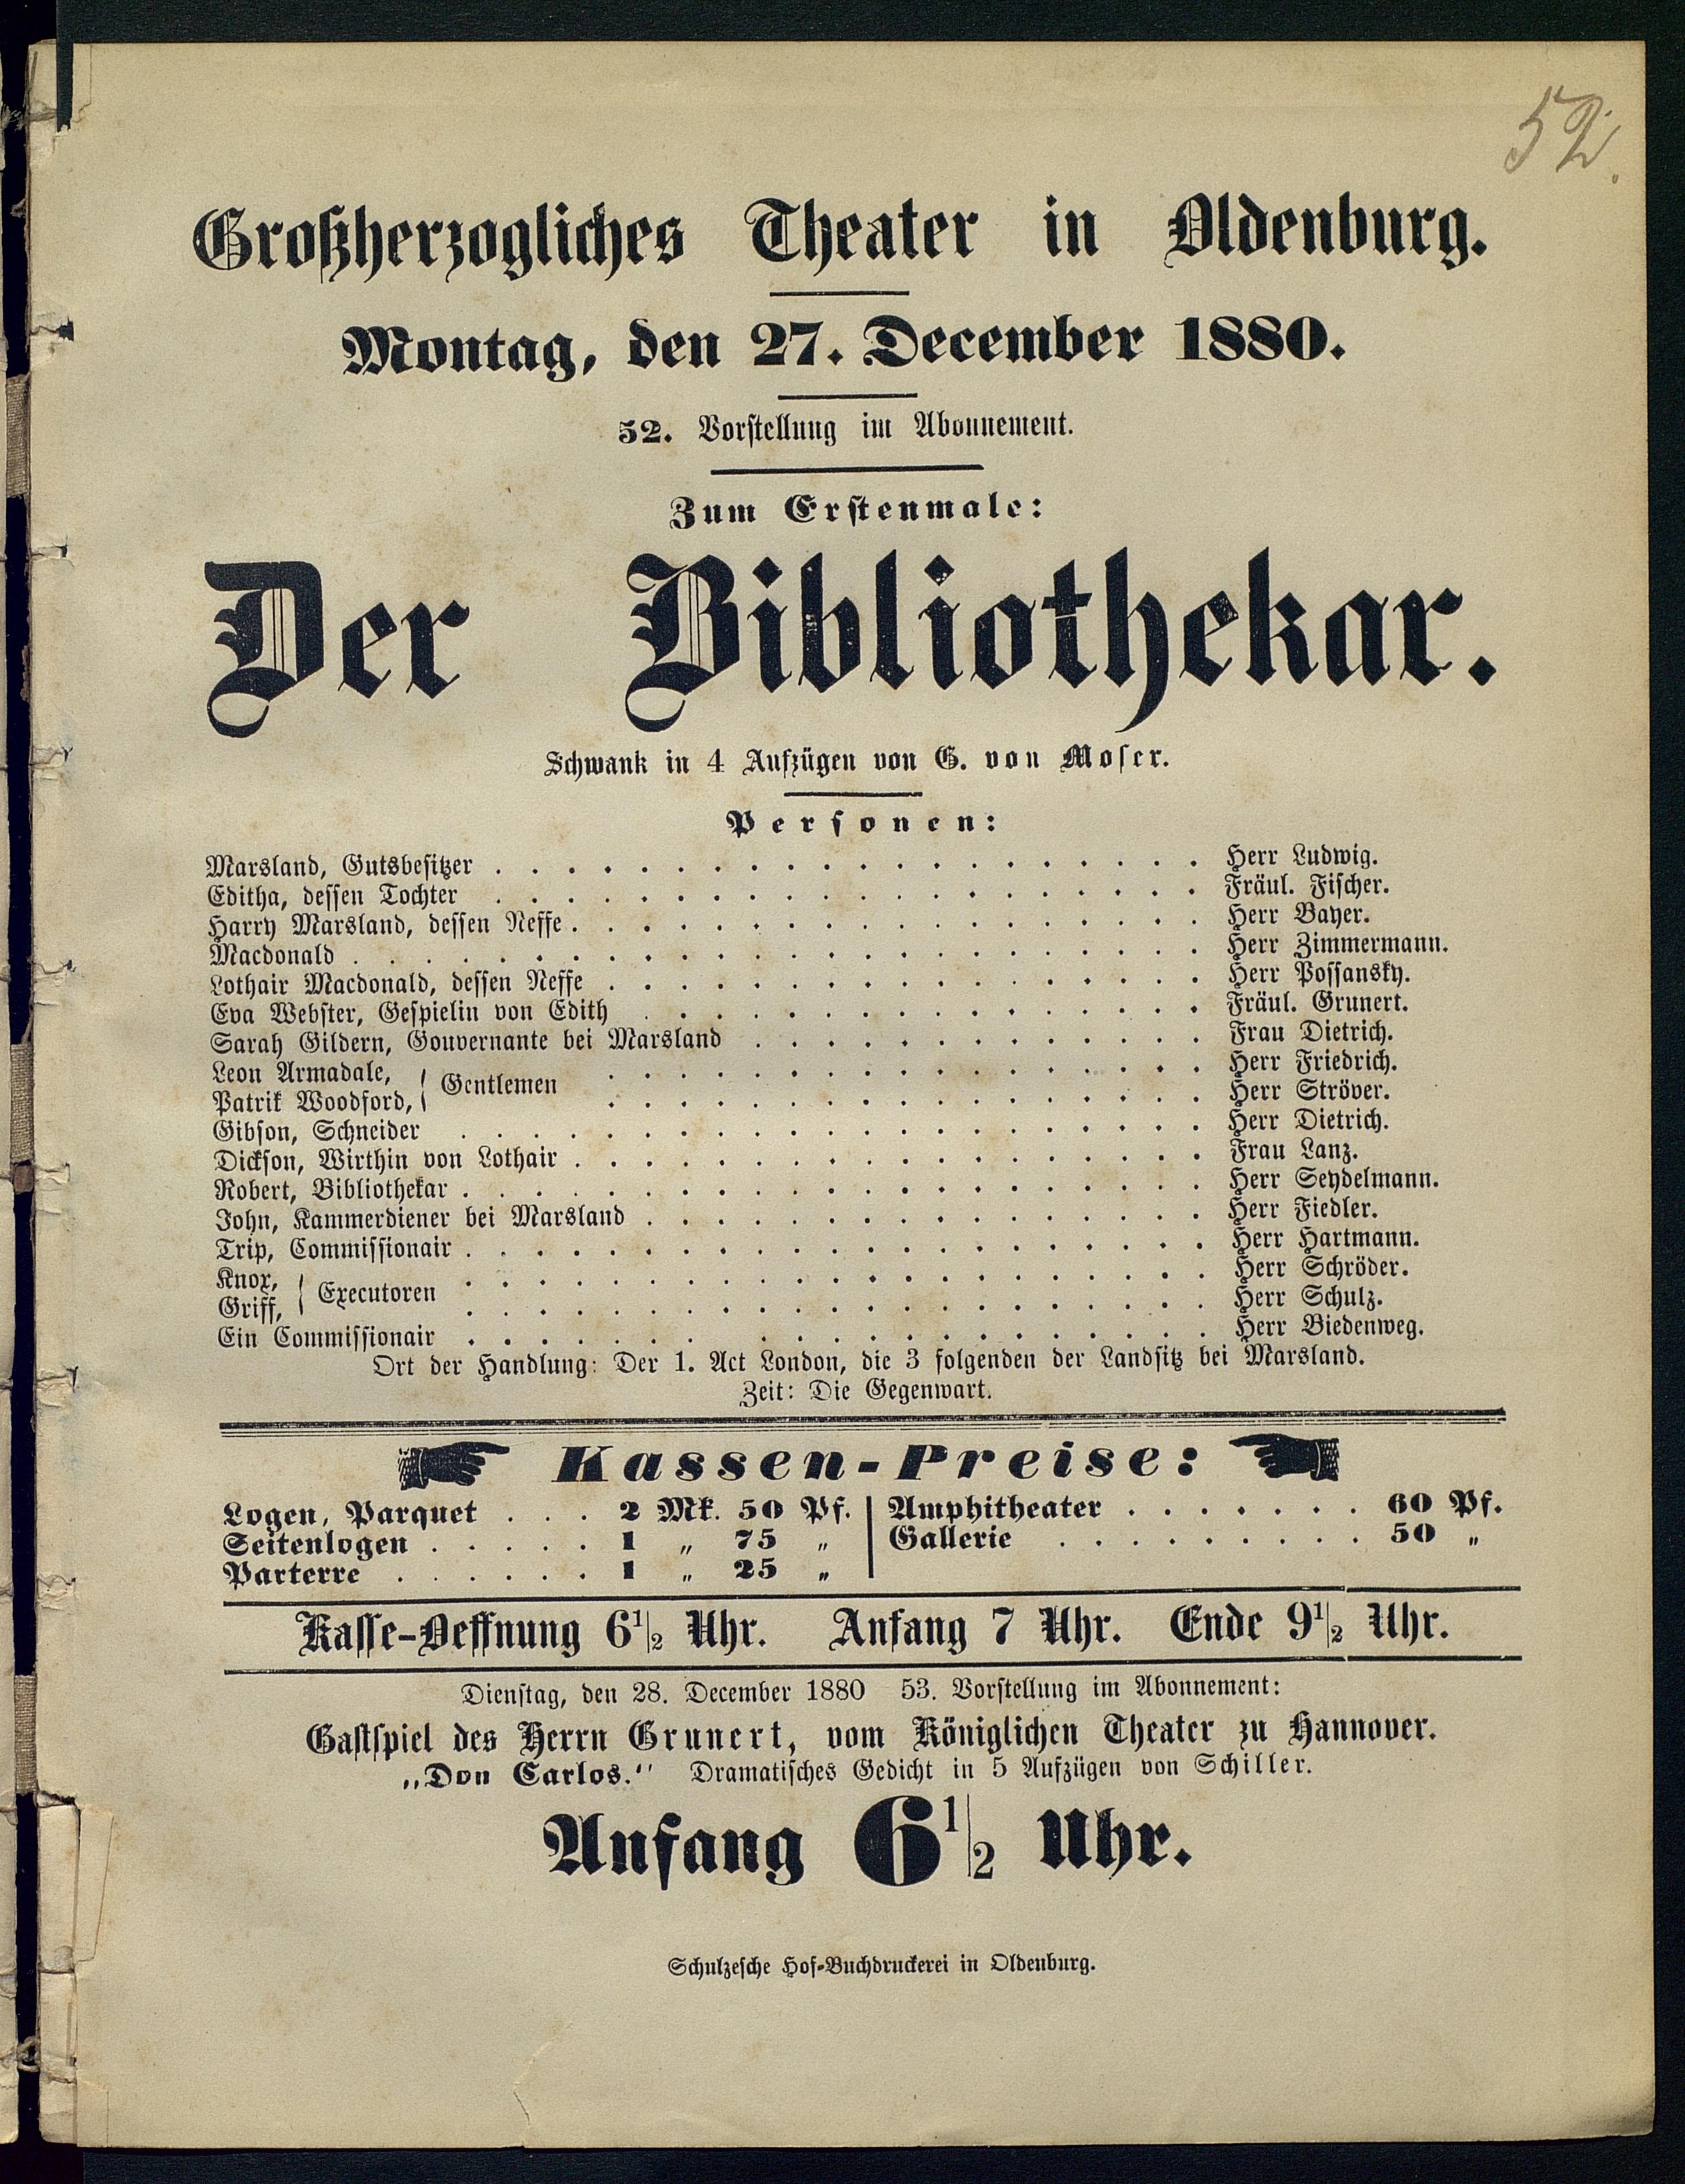 52.
Großherzogliches Theater in Oldenburg.
Montag, den 27. December 1880.
52. Vorstellung im Abonnement.
Zum Erstenmale:
Der Bibliothekar.
Schwank in 4 Aufzügen von G. von Moser.
Personen:
Marsland, Gutsbesitzer . . . . . . . . . . . . . . . . . . . . Herr Ludwig.
Editha, dessen Tochter . . . . . . . . . . . . . . . . . . . . Fräul. Fischer.
Harry Marsland, dessen Neffe . . . . . . . . . . . . . . . . . . Herr Bayer.
Macdonald . . . . . . . . . . . . . . . . . . . . . . . . Herr Zimmermann.
Lothair Macdonald, dessen Neffe . . . . . . . . . . . . . . . . . Herr Possansky.
Eva Webster, Gespielin von Edith . . . . . . . . . . . . . . . . Fräul. Grunert.
Sarah Gildern, Gouvernante bei Marsland . . . . . . . . . . . . . Frau Dietrich.
Leon Armadale, } Gentlemen . . . . . . . . . . . . . . . . . Herr Friedrich.
Patrik Woodford, } . . . . . . . . . . . . . . . . . Herr Ströver.
Gibson, Schneider . . . . . . . . . . . . . . . . . . . . . Herr Dietrich.
Dickson, Wirthin von Lothair . . . . . . . . . . . . . . . . . . Frau Lanz.
Robert, Bibliothekar . . . . . . . . . . . . . . . . . . . . . Herr Seydelmann.
John, Kammerdiener bei Marsland . . . . . . . . . . . . . . . . Herr Fiedler.
Trip, Commissionair . . . . . . . . . . . . . . . . . . . . . Herr Hartmann.
Knox, } Executoren . . . . . . . . . . . . . . . . . . . . . Herr Schröder.
Griff, } . . . . . . . . . . . . . . . . . . . . . Herr Schulz.
Ein Commissionair . . . . . . . . . . . . . . . . . . . . . Herr Biedenweg.
Ort der Handlung: Der 1. Act London, die 3 folgenden der Landsitz bei Marsland.
Zeit: Die Gegenwart.
Kassen-Preise:
Logen, Parquet . . . 2 Mk. 50 Pf. | Amphitheater . . . . . . . 60 Pf.
Seitenlogen . . . . . 1 „ 75 „ | Gallerie . . . . . . . . . 50 „
Parterre . . . . . . 1 „ 25 „
Kasse-Oeffnung 6½ Uhr. Anfang 7 Uhr. Ende 9½ Uhr.
Dienstag, den 28. December 1880 53. Vorstellung im Abonnement:
Gastspiel des Herrn Grunert, vom Königlichen Theater zu Hannover.
„Don Carlos.“ Dramatisches Gedicht in 5 Aufzügen von Schiller.
Anfang 6½ Uhr.
Schulzesche Hof-Buchdruckerei in Oldenburg.